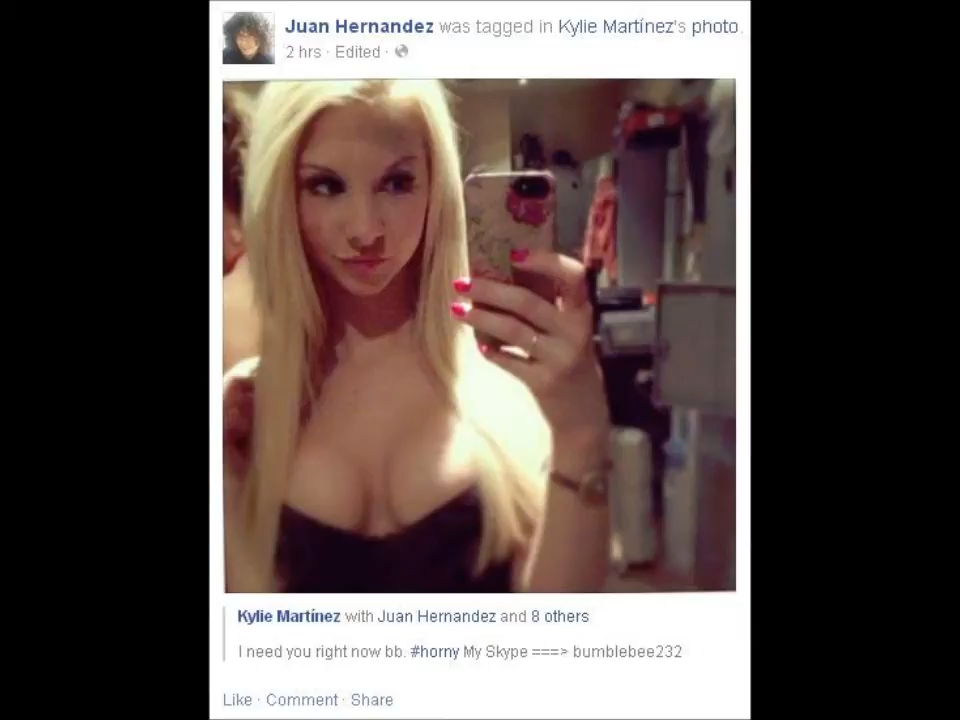 Juan Hernandez was tagged in Kylie Martínez's photo.
2 hrs · Edited ·
Kylie Martínez with Juan Hernandez and 8 others
I need you right now bb. #horny My Skype ===> bumblebee232
Like · Comment · Share